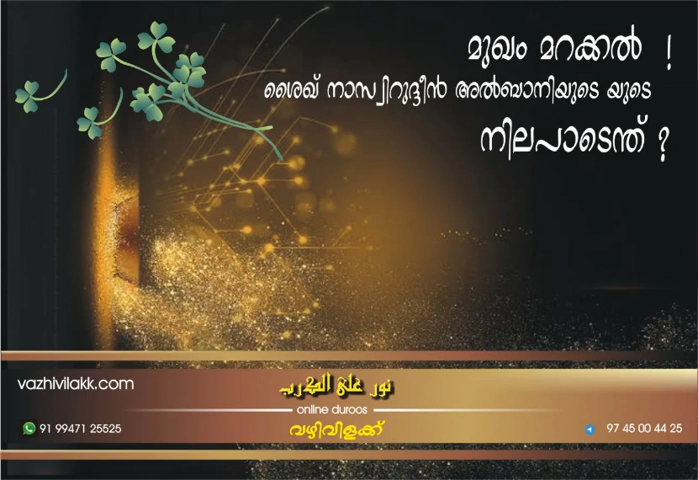 മുഖം മറക്കൽ !
ശൈഖ് നാസ്വിറുദ്ദീൻ അൽബാനിയുടെ യുടെ
നിലപാടെന്ത് ?
vazhivilakk.com
نور على الدرب
online duroos
91 99471 25525
വഴിവിളക്ക്
97 45 00 44 25